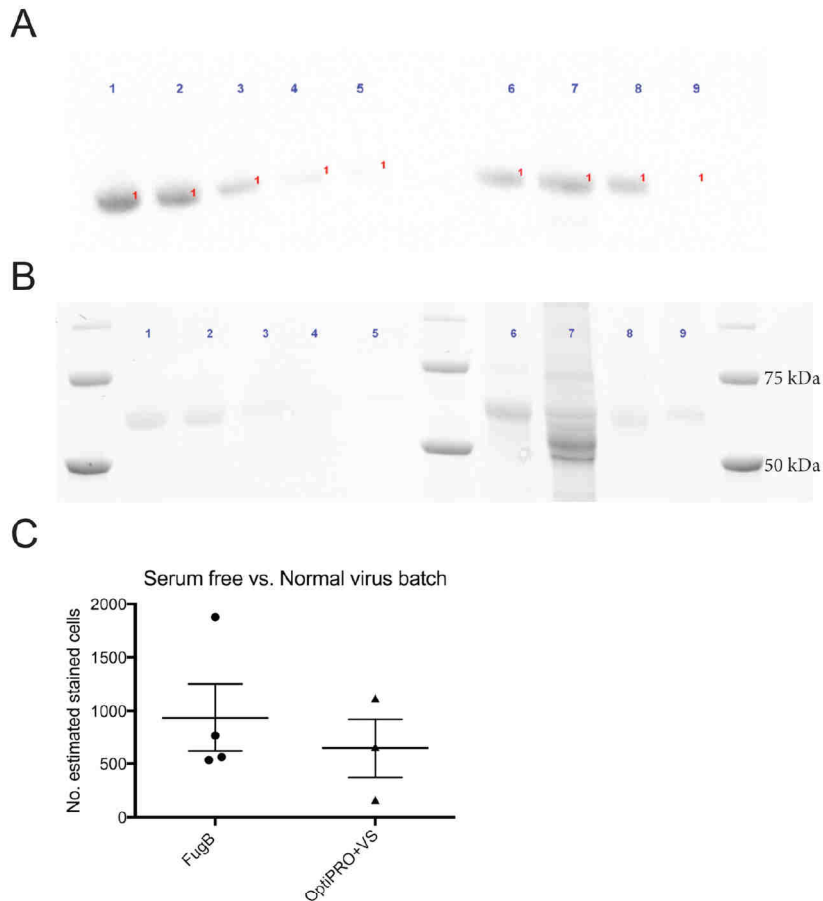 A
1 2 3 4 5 6 7 8 9
1 1 1 1 1 1 1 1 1
B
1 2 3 4 5 6 7 8 9
75 kDa
50 kDa
C
Serum free vs. Normal virus batch
No. estimated stained cells
2000
1500
1000
500
0
FugB
OptiPRO+VS